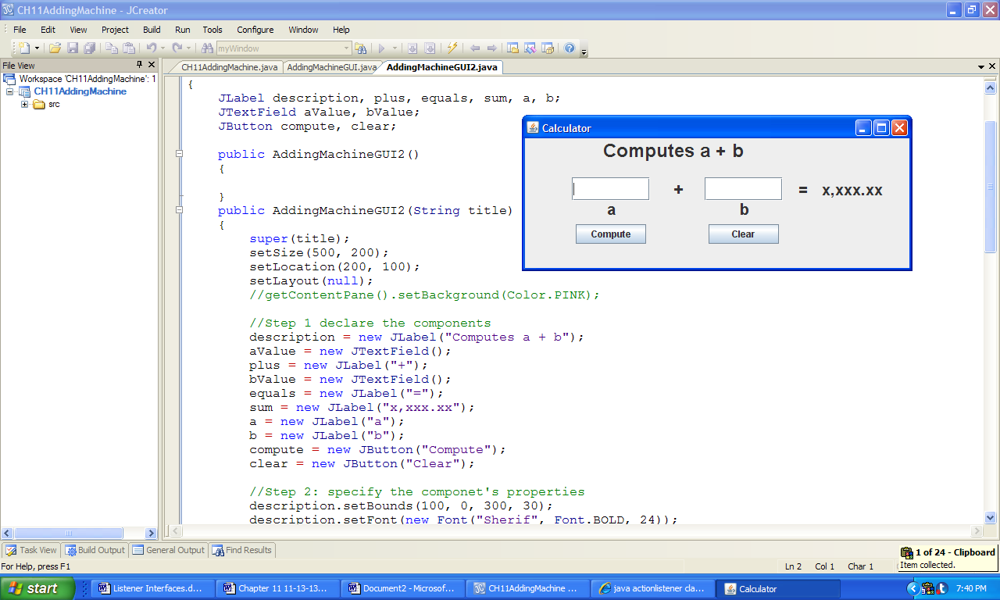 CH11AddingMachine - JCreator
File Edit View Project Build Run Tools Configure Window Help
myWindow
File View
CH11AddingMachine.java AddingMachineGUI.java AddingMachineGUI2.java
Workspace 'CH11AddingMachine': 1
CH11AddingMachine
src
{
JLabel description, plus, equals, sum, a, b;
JTextField aValue, bValue;
JButton compute, clear;
public AddingMachineGUI2()
{
}
public AddingMachineGUI2(String title)
{
super(title);
setSize(500, 200);
setLocation(200, 100);
setLayout(null);
//getContentPane().setBackground(Color.PINK);
//Step 1 declare the components
description = new JLabel("Computes a + b");
aValue = new JTextField();
plus = new JLabel("+");
bValue = new JTextField();
equals = new JLabel("=");
sum = new JLabel("x,xxx.xx");
a = new JLabel("a");
b = new JLabel("b");
compute = new JButton("Compute");
clear = new JButton("Clear");
//Step 2: specify the componet's properties
description.setBounds(100, 0, 300, 30);
description.setFont(new Font("Sherif", Font.BOLD, 24));
Calculator
Computes a + b
+ = x,xxx.xx
a b
Compute Clear
Task View Build Output General Output Find Results
For Help, press F1
Ln 2 Col 1 Char 1
1 of 24 - Clipboard
Item collected.
start
Listener Interfaces.d...
Chapter 11 11-13-13...
Document2 - Microsof...
CH11AddingMachine ...
java actionlistener cla...
Calculator
7:40 PM